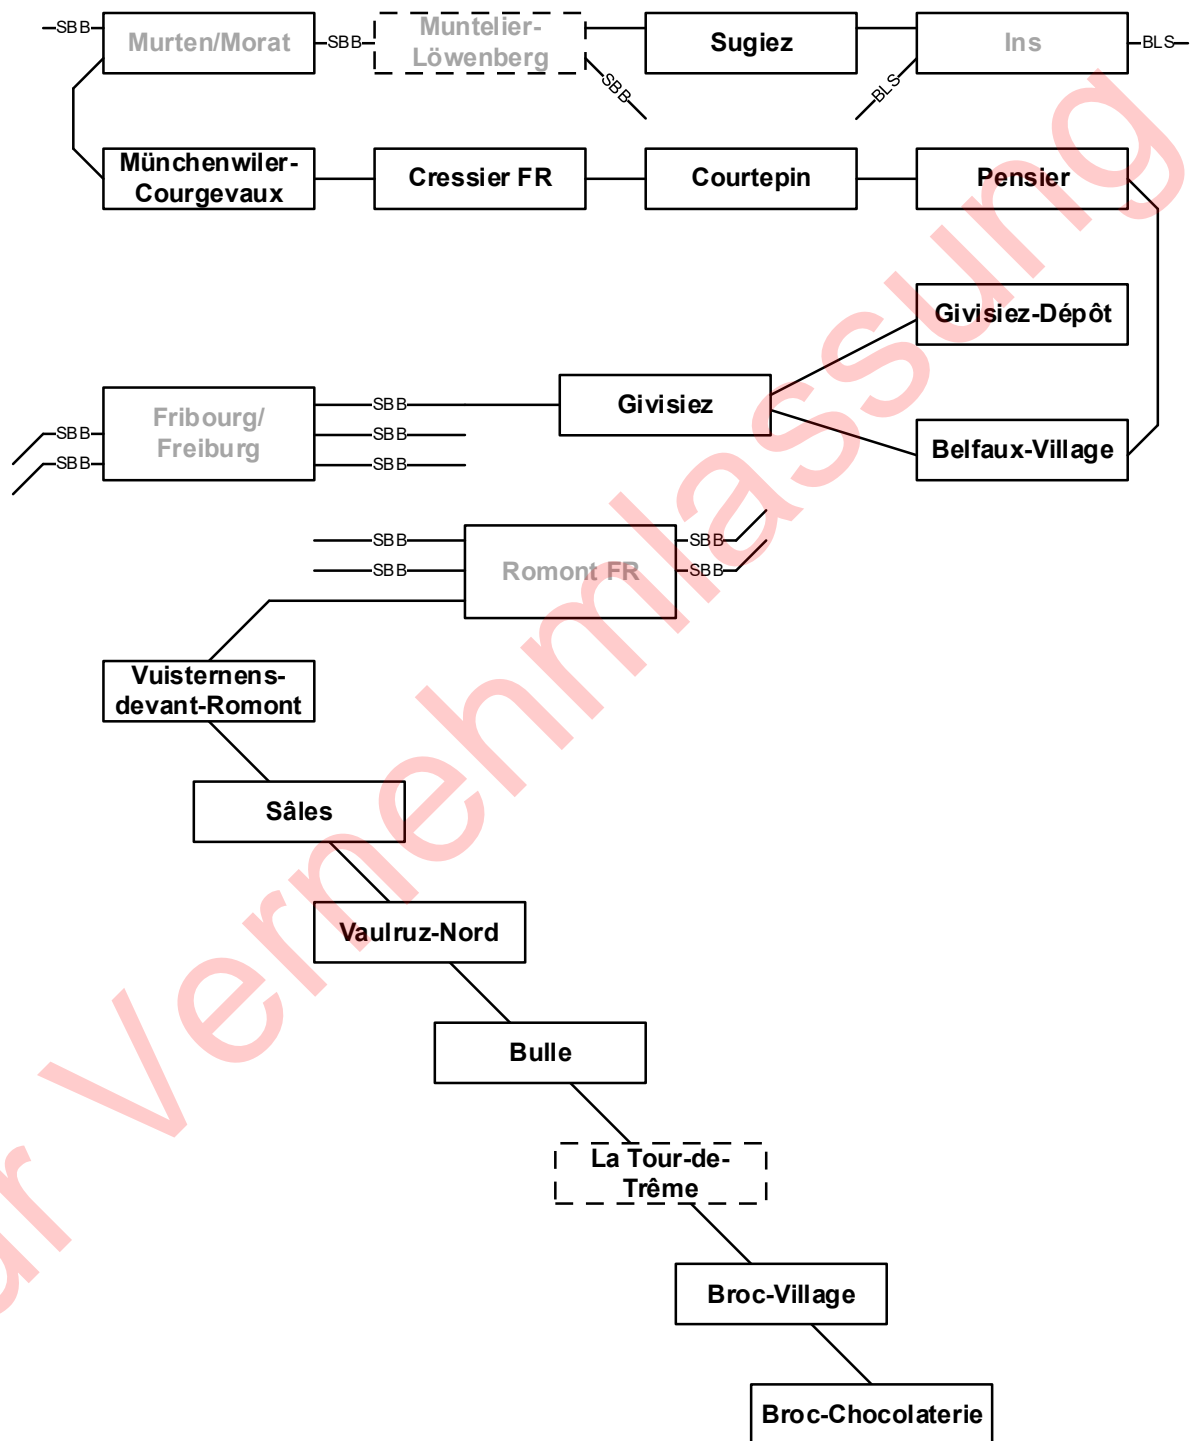 SBB
Murten/Morat
SBB
Muntelier-
Löwenberg
SBB
Sugiez
BLS
Ins
BLS
Münchenwiler-
Courgevaux
Cressier FR
Courtepin
Pensier
Givisiez-Dépôt
Givisiez
Belfaux-Village
SBB
SBB
Fribourg/
Freiburg
SBB
SBB
SBB
SBB
SBB
Romont FR
SBB
SBB
Vuisternens-
devant-Romont
Sâles
Vaulruz-Nord
Bulle
La Tour-de-
Trême
Broc-Village
Broc-Chocolaterie
ur Vernehmlassung